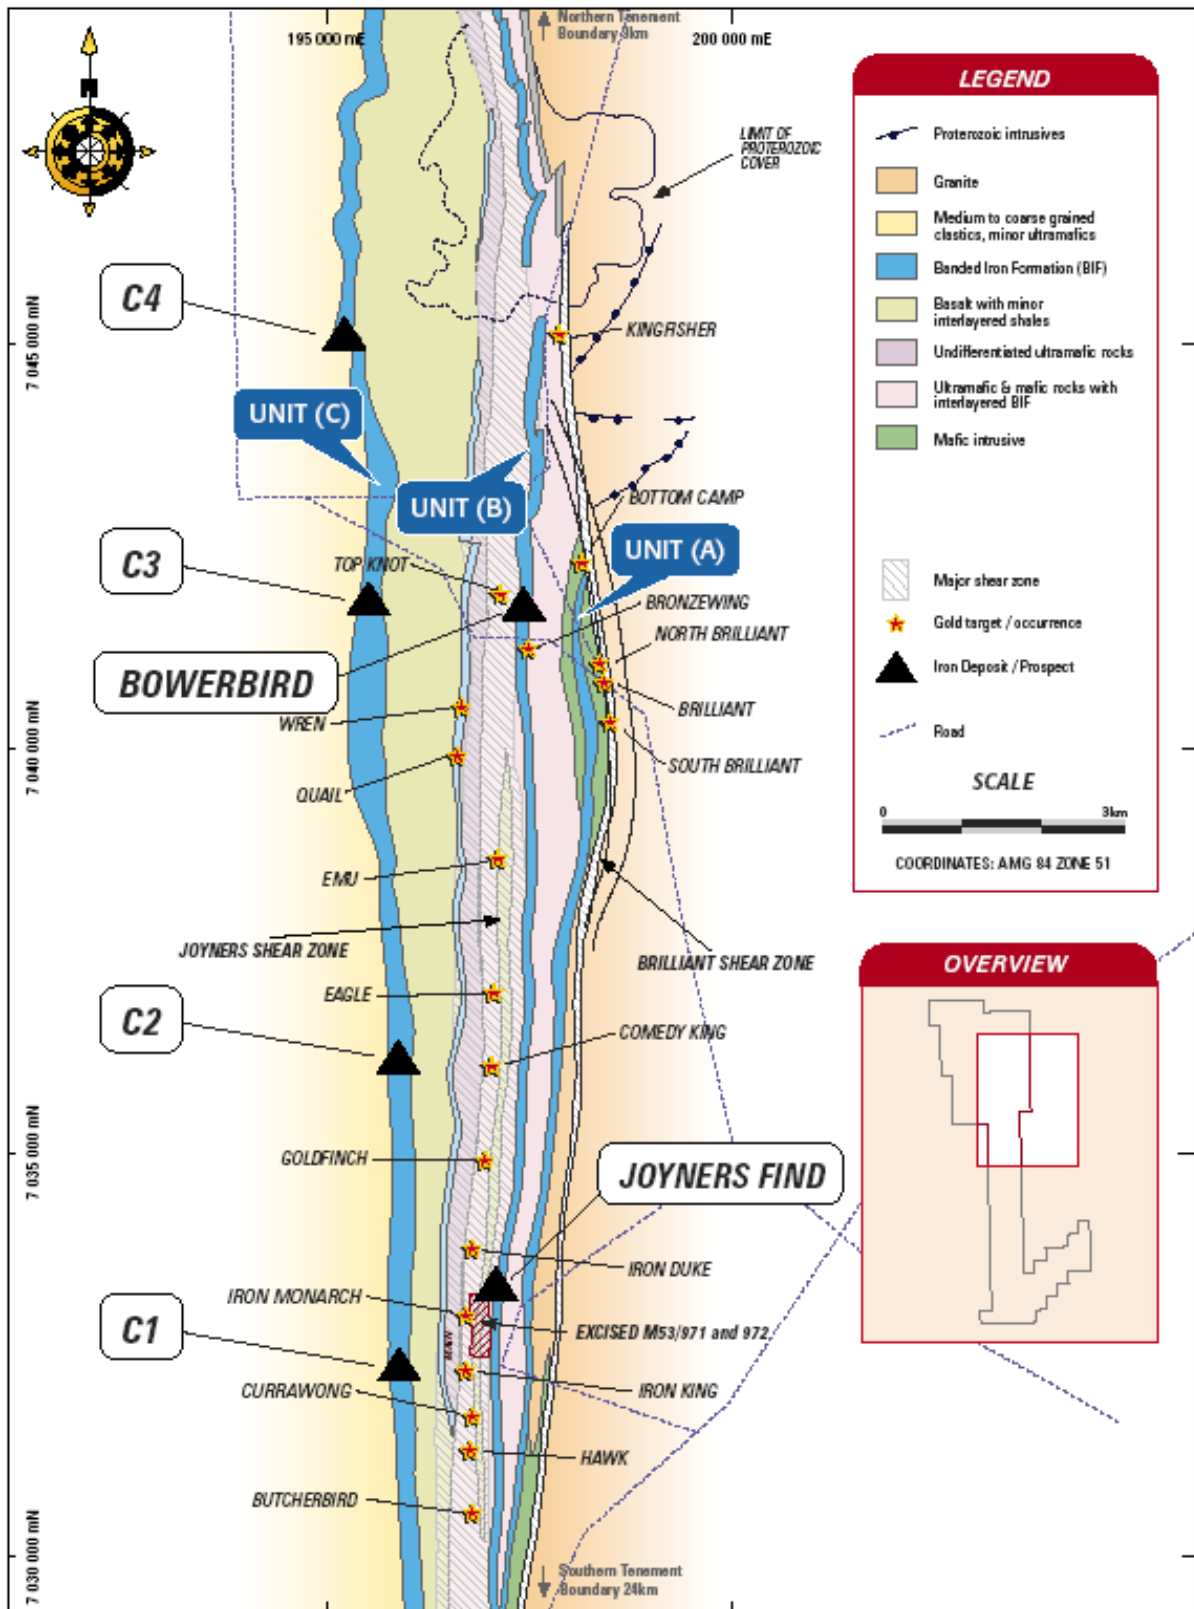 Northern Tenement
Boundary 9km
195 000 mE
200 000 mE
LEGEND
Proterozoic intrusives
Granite
Medium to coarse grained
clastics, minor ultramafics
Banded Iron Formation (BIF)
Basalt with minor
interlayered shales
Undifferentiated ultramafic rocks
Ultramafic & mafic rocks with
interlayered BIF
Mafic intrusive
Major shear zone
Gold target / occurrence
Iron Deposit / Prospect
Road
SCALE
0 3km
COORDINATES: AMG 84 ZONE 51
LIMIT OF
PROTEROZOIC
COVER
C4
KINGFISHER
7 045 000 mN
UNIT (C)
UNIT (B)
BOTTOM CAMP
UNIT (A)
C3
TOP KNOT
BRONZEWING
NORTH BRILLIANT
BOWERBIRD
BRILLIANT
WREN
SOUTH BRILLIANT
7 040 000 mN
QUAIL
EMU
JOYNERS SHEAR ZONE
BRILLIANT SHEAR ZONE
OVERVIEW
EAGLE
C2
COMEDY KING
7 035 000 mN
GOLDFINCH
JOYNERS FIND
IRON DUKE
IRON MONARCH
C1
EXCISED M53/971 and 972
CURRAWONG
IRON KING
HAWK
BUTCHERBIRD
7 030 000 mN
Southern Tenement
Boundary 24km